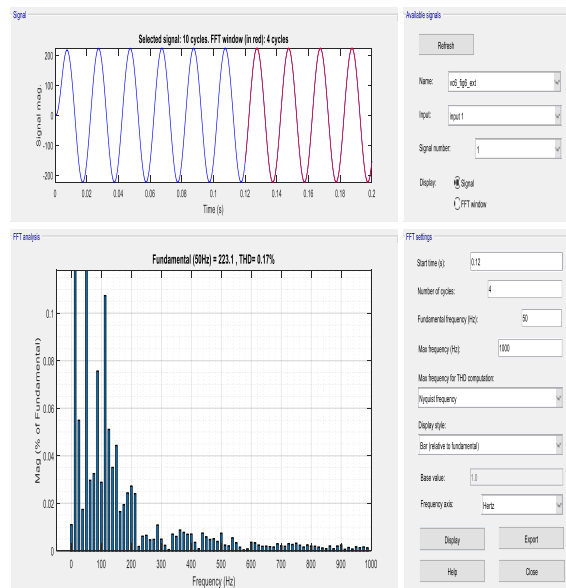 Signal
Selected signal: 10 cycles. FFT window (in red): 4 cycles
Signal mag.
200
100
0
-100
-200
0 0.02 0.04 0.06 0.08 0.1 0.12 0.14 0.16 0.18 0.2
Time (s)
Available signals
Refresh
Name:
vc6_fig6_ext
Input:
input 1
Signal number:
1
Display:
Signal
FFT window
FFT analysis
Fundamental (50Hz) = 223.1 , THD= 0.17%
Mag (% of Fundamental)
0.1
0.08
0.06
0.04
0.02
0
0 100 200 300 400 500 600 700 800 900 1000
Frequency (Hz)
FFT settings
Start time (s):
0.12
Number of cycles:
4
Fundamental frequency (Hz):
50
Max frequency (Hz):
1000
Max frequency for THD computation:
Nyquist frequency
Display style:
Bar (relative to fundamental)
Base value:
1.0
Frequency axis:
Hertz
Display
Export
Help
Close